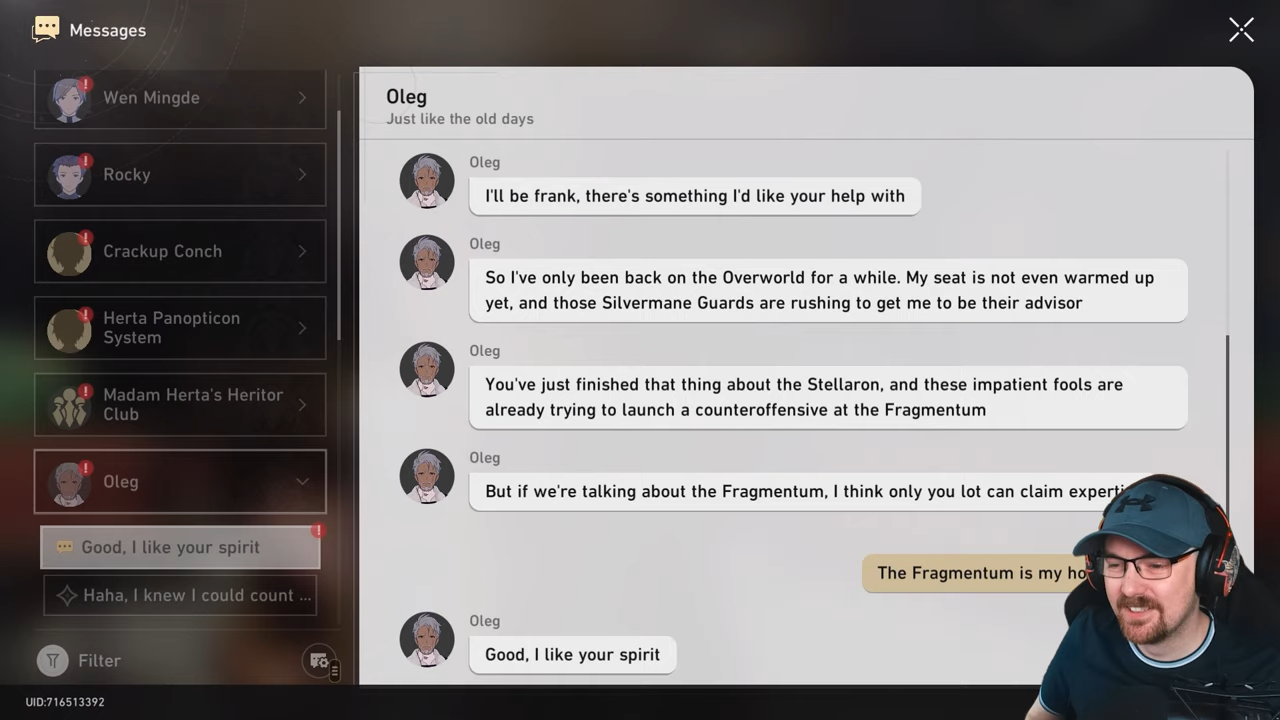 Messages
Wen Mingde
Rocky
Crackup Conch
Herta Panopticon
System
Madam Herta's Heritor
Club
Oleg
Good, I like your spirit
Haha, I knew I could count ...
Filter
Oleg
Just like the old days
Oleg
I'll be frank, there's something I'd like your help with
Oleg
So I've only been back on the Overworld for a while. My seat is not even warmed up
yet, and those Silvermane Guards are rushing to get me to be their advisor
Oleg
You've just finished that thing about the Stellaron, and these impatient fools are
already trying to launch a counteroffensive at the Fragmentum
Oleg
But if we're talking about the Fragmentum, I think only you lot can claim
The Fragmentum is my
Oleg
Good, I like your spirit
UID:716513392